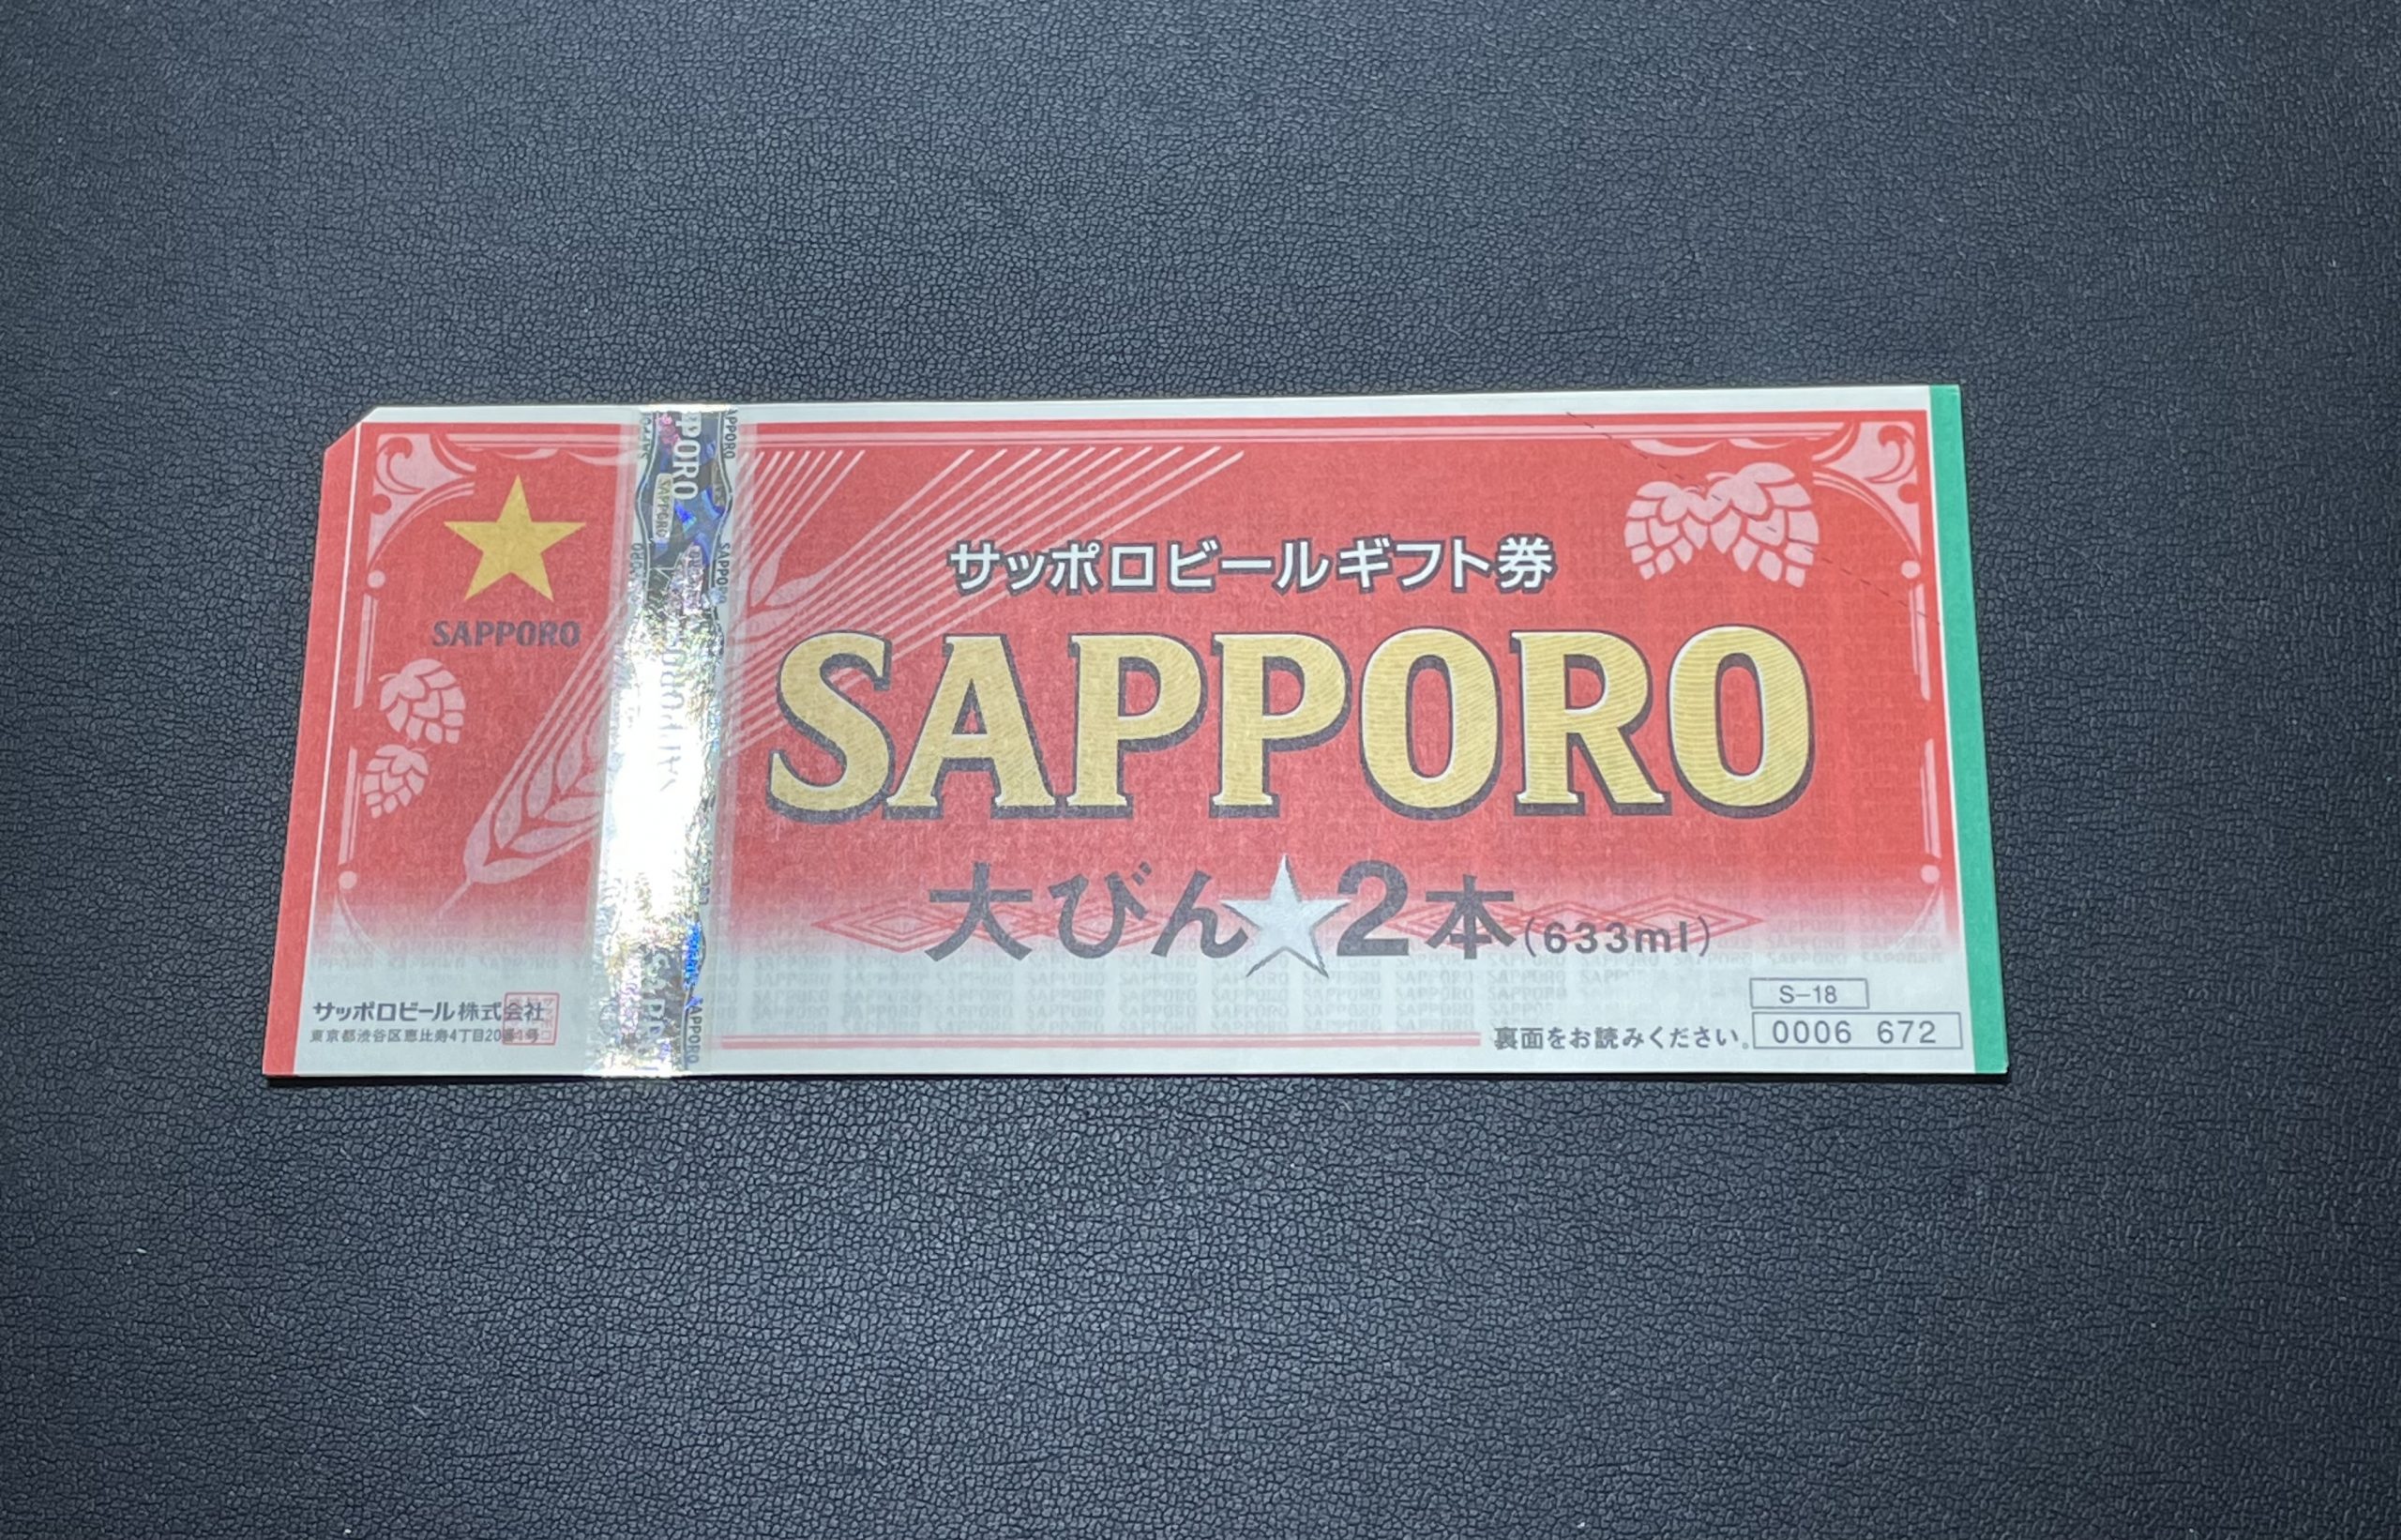 SAPPORO
サッポロビールギフト券
SAPPORO
大びん★2本(633ml)
サッポロビール株式会社
東京都渋谷区恵比寿4丁目20番1号
S-18
裏面をお読みください。
0006 672